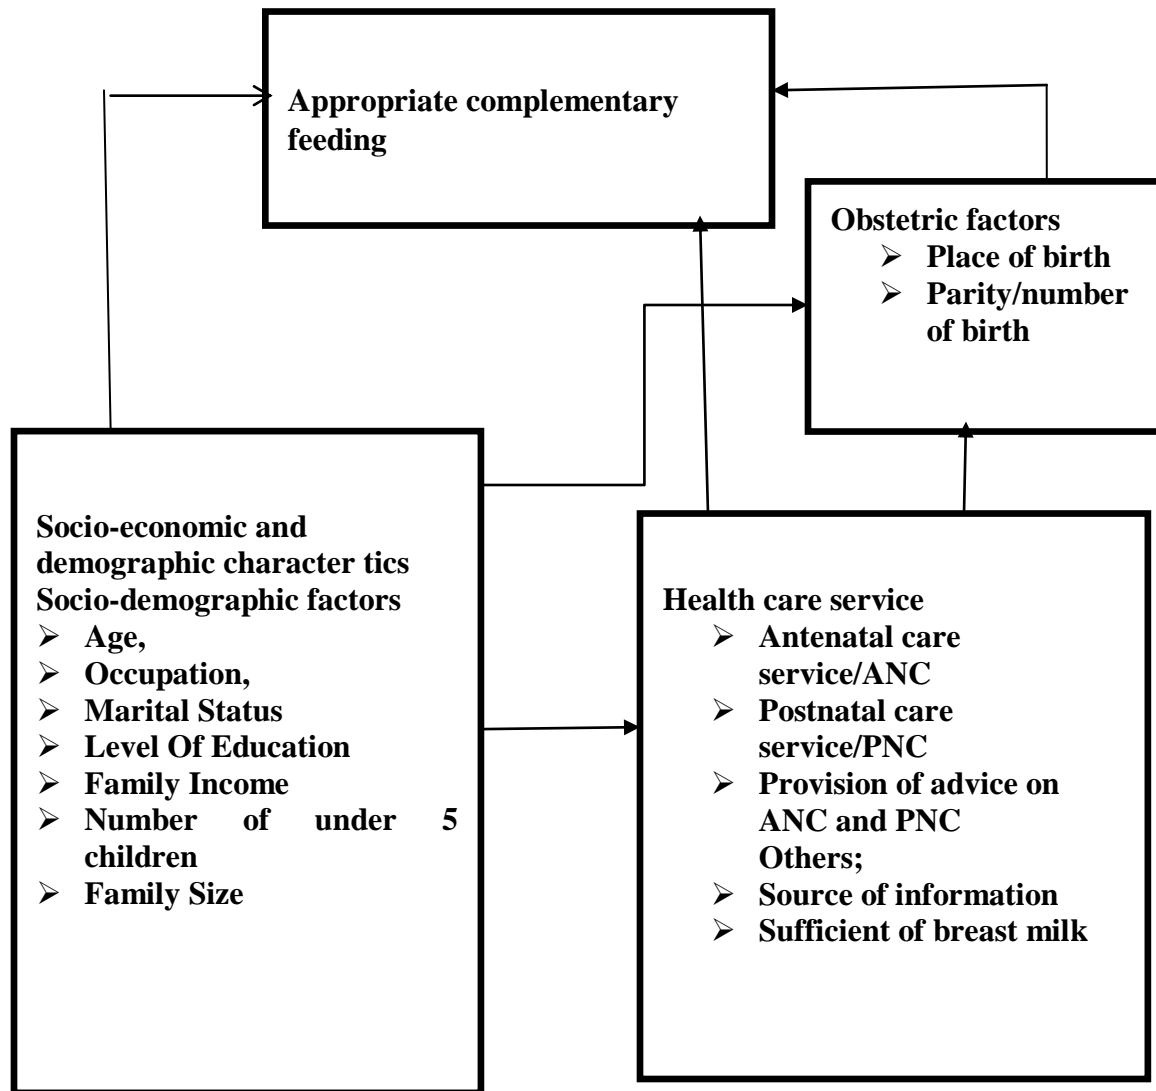 Appropriate complementary
feeding
Obstetric factors
➢ Place of birth
➢ Parity/number
of birth
Socio-economic and
demographic character tics
Socio-demographic factors
➢ Age,
➢ Occupation,
➢ Marital Status
➢ Level Of Education
➢ Family Income
➢ Number of under 5
children
➢ Family Size
Health care service
➢ Antenatal care
service/ANC
➢ Postnatal care
service/PNC
➢ Provision of advice on
ANC and PNC
Others;
➢ Source of information
➢ Sufficient of breast milk